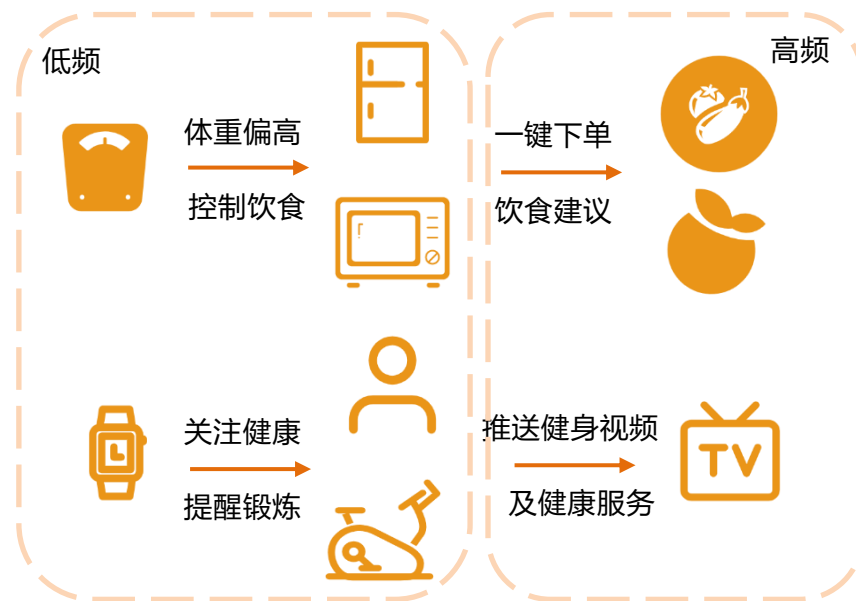 低频
高频
体重偏高
控制饮食
一键下单
饮食建议
关注健康
提醒锻炼
推送健身视频
及健康服务
TV